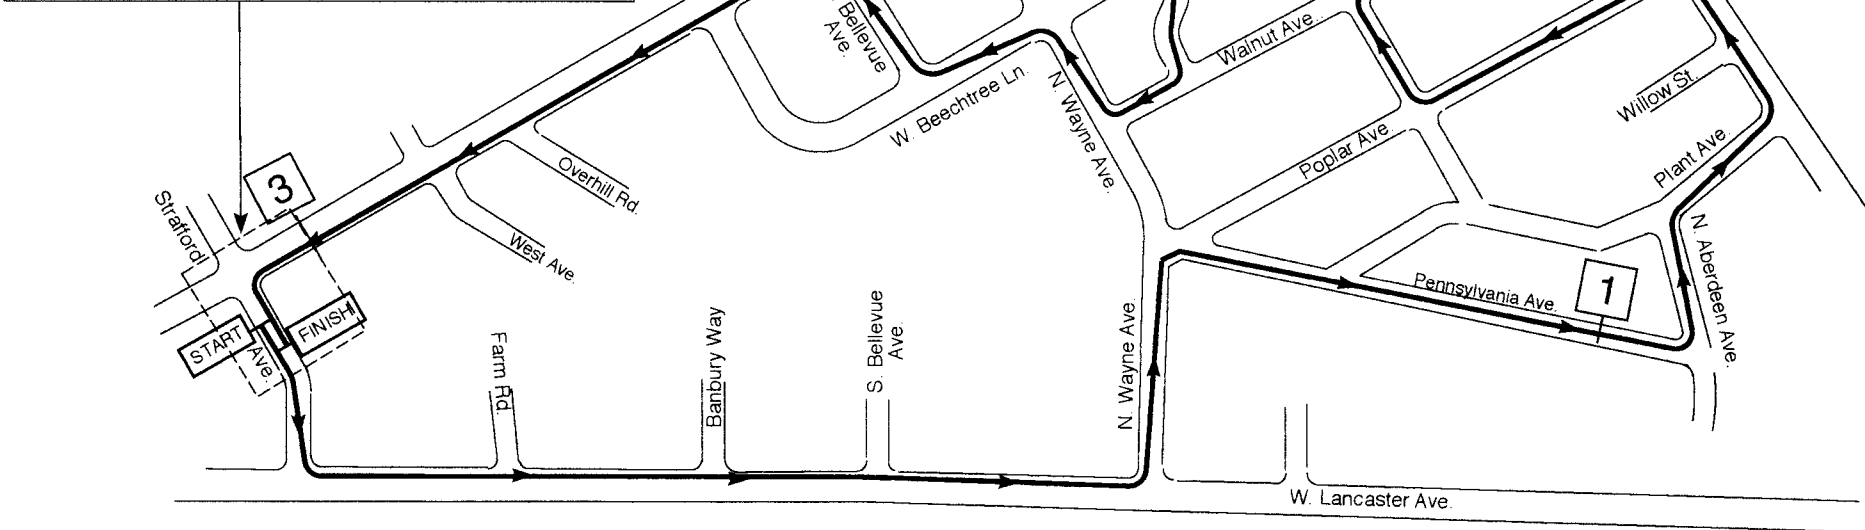 Bellevue
Ave.
Walnut Ave.
W. Beechtree Ln.
N. Wayne Ave.
Willow St.
Poplar Ave.
Plant Ave.
3
Overhill Rd.
Strafford
West Ave.
N. Aberdeen Ave.
Pennsylvania Ave.
1
START
FINISH
Ave.
Farm Rd.
Banbury Way
S. Bellevue
Ave.
N. Wayne Ave.
W. Lancaster Ave.